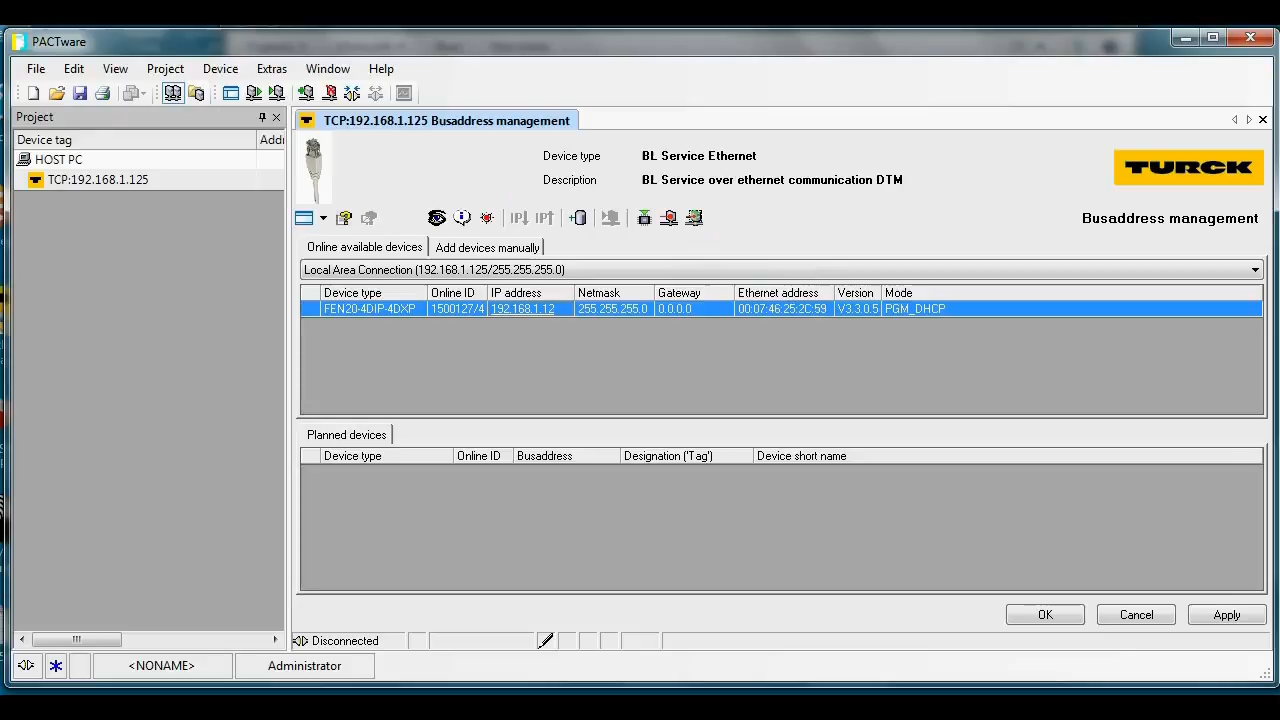 PACTware
File Edit View Project Device Extras Window Help
Project
Device tag Addr
HOST PC
TCP:192.168.1.125
TCP:192.168.1.125 Busaddress management
Device type BL Service Ethernet
Description BL Service over ethernet communication DTM
TURCK
Busaddress management
Online available devices Add devices manually
Local Area Connection (192.168.1.125/255.255.255.0)
Device type Online ID IP address Netmask Gateway Ethernet address Version Mode
FEN20-4DIP-4DXP 1500127/4 192.168.1.12 255.255.255.0 0.0.0.0 00:07:46:25:2C:59 V3.3.0.5 PGM_DHCP
Planned devices
Device type Online ID Busaddress Designation ('Tag') Device short name
OK Cancel Apply
Disconnected
<NONAME> Administrator